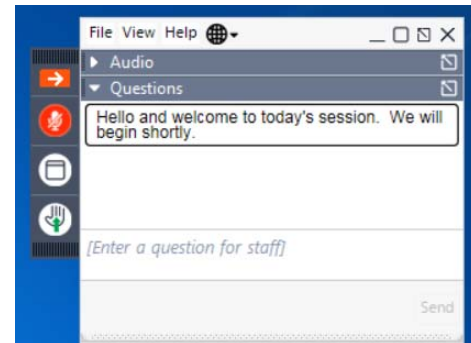 File View Help
Audio
Questions
Hello and welcome to today's session.  We will
begin shortly.
[Enter a question for staff]
Send